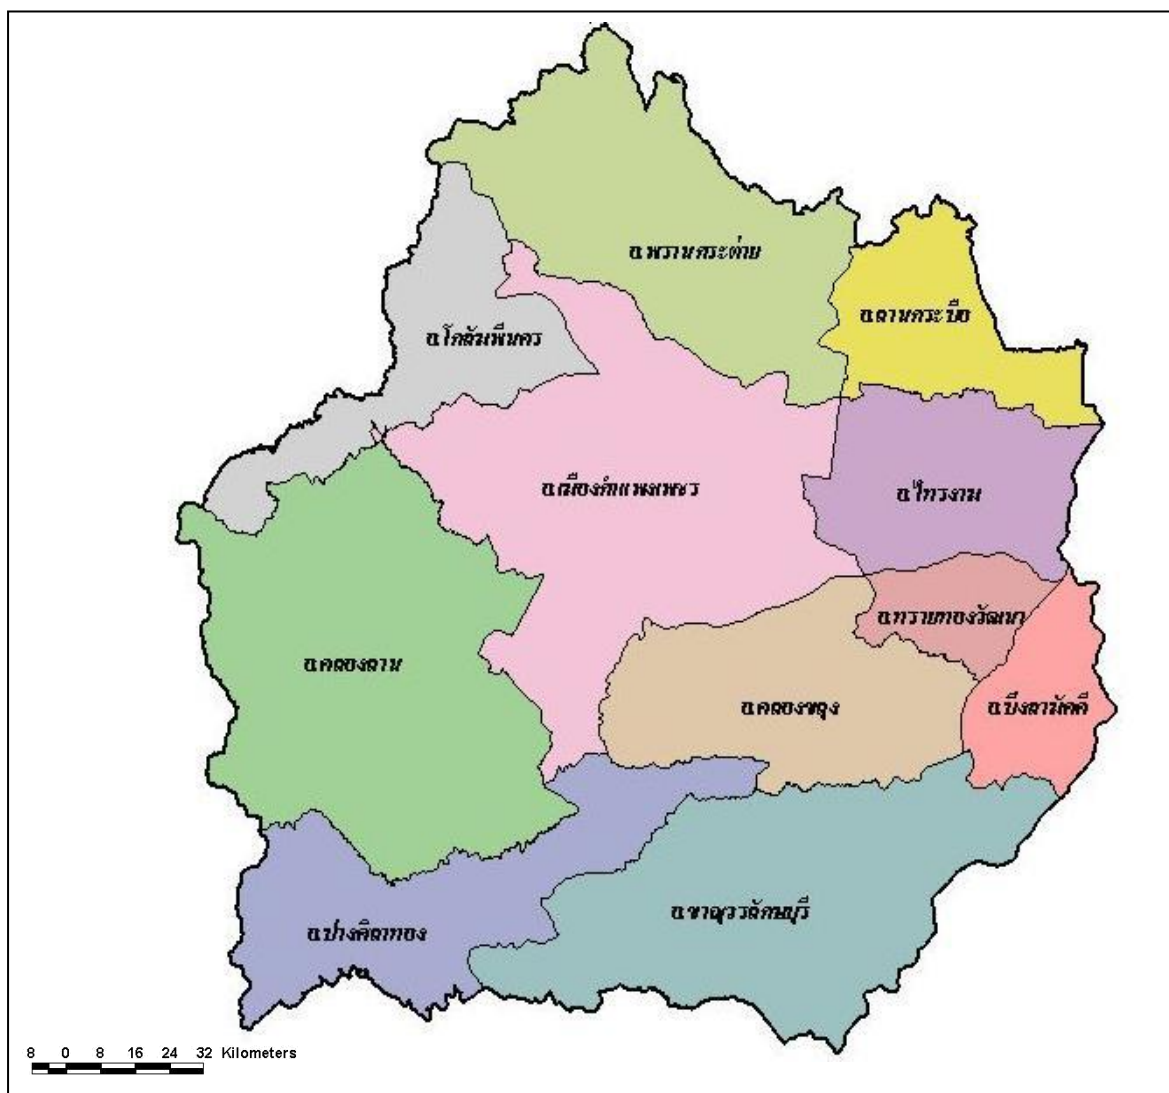 อ.พรานกระต่าย
อ.ลานกระบือ
อ.โกสัมพีนคร
อ.เมืองกำแพงเพชร
อ.ไทรงาม
อ.ทรายทองวัฒนา
อ.คลองลาน
อ.คลองขลุง
อ.บึงสามัคคี
อ.ขาณุวรลักษบุรี
อ.ปางศิลาทอง
8 0 8 16 24 32 Kilometers